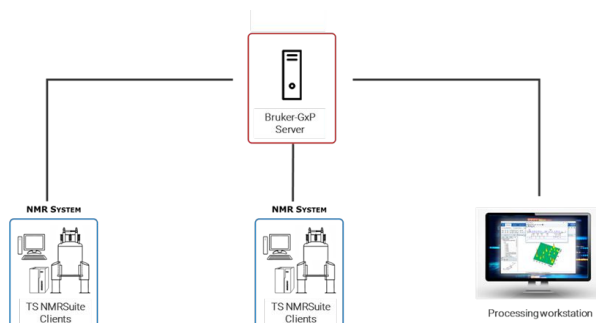 Bruker-GxP
Server
NMR SYSTEM
NMR SYSTEM
TS NMRSuite
Clients
TS NMRSuite
Clients
Processing workstation